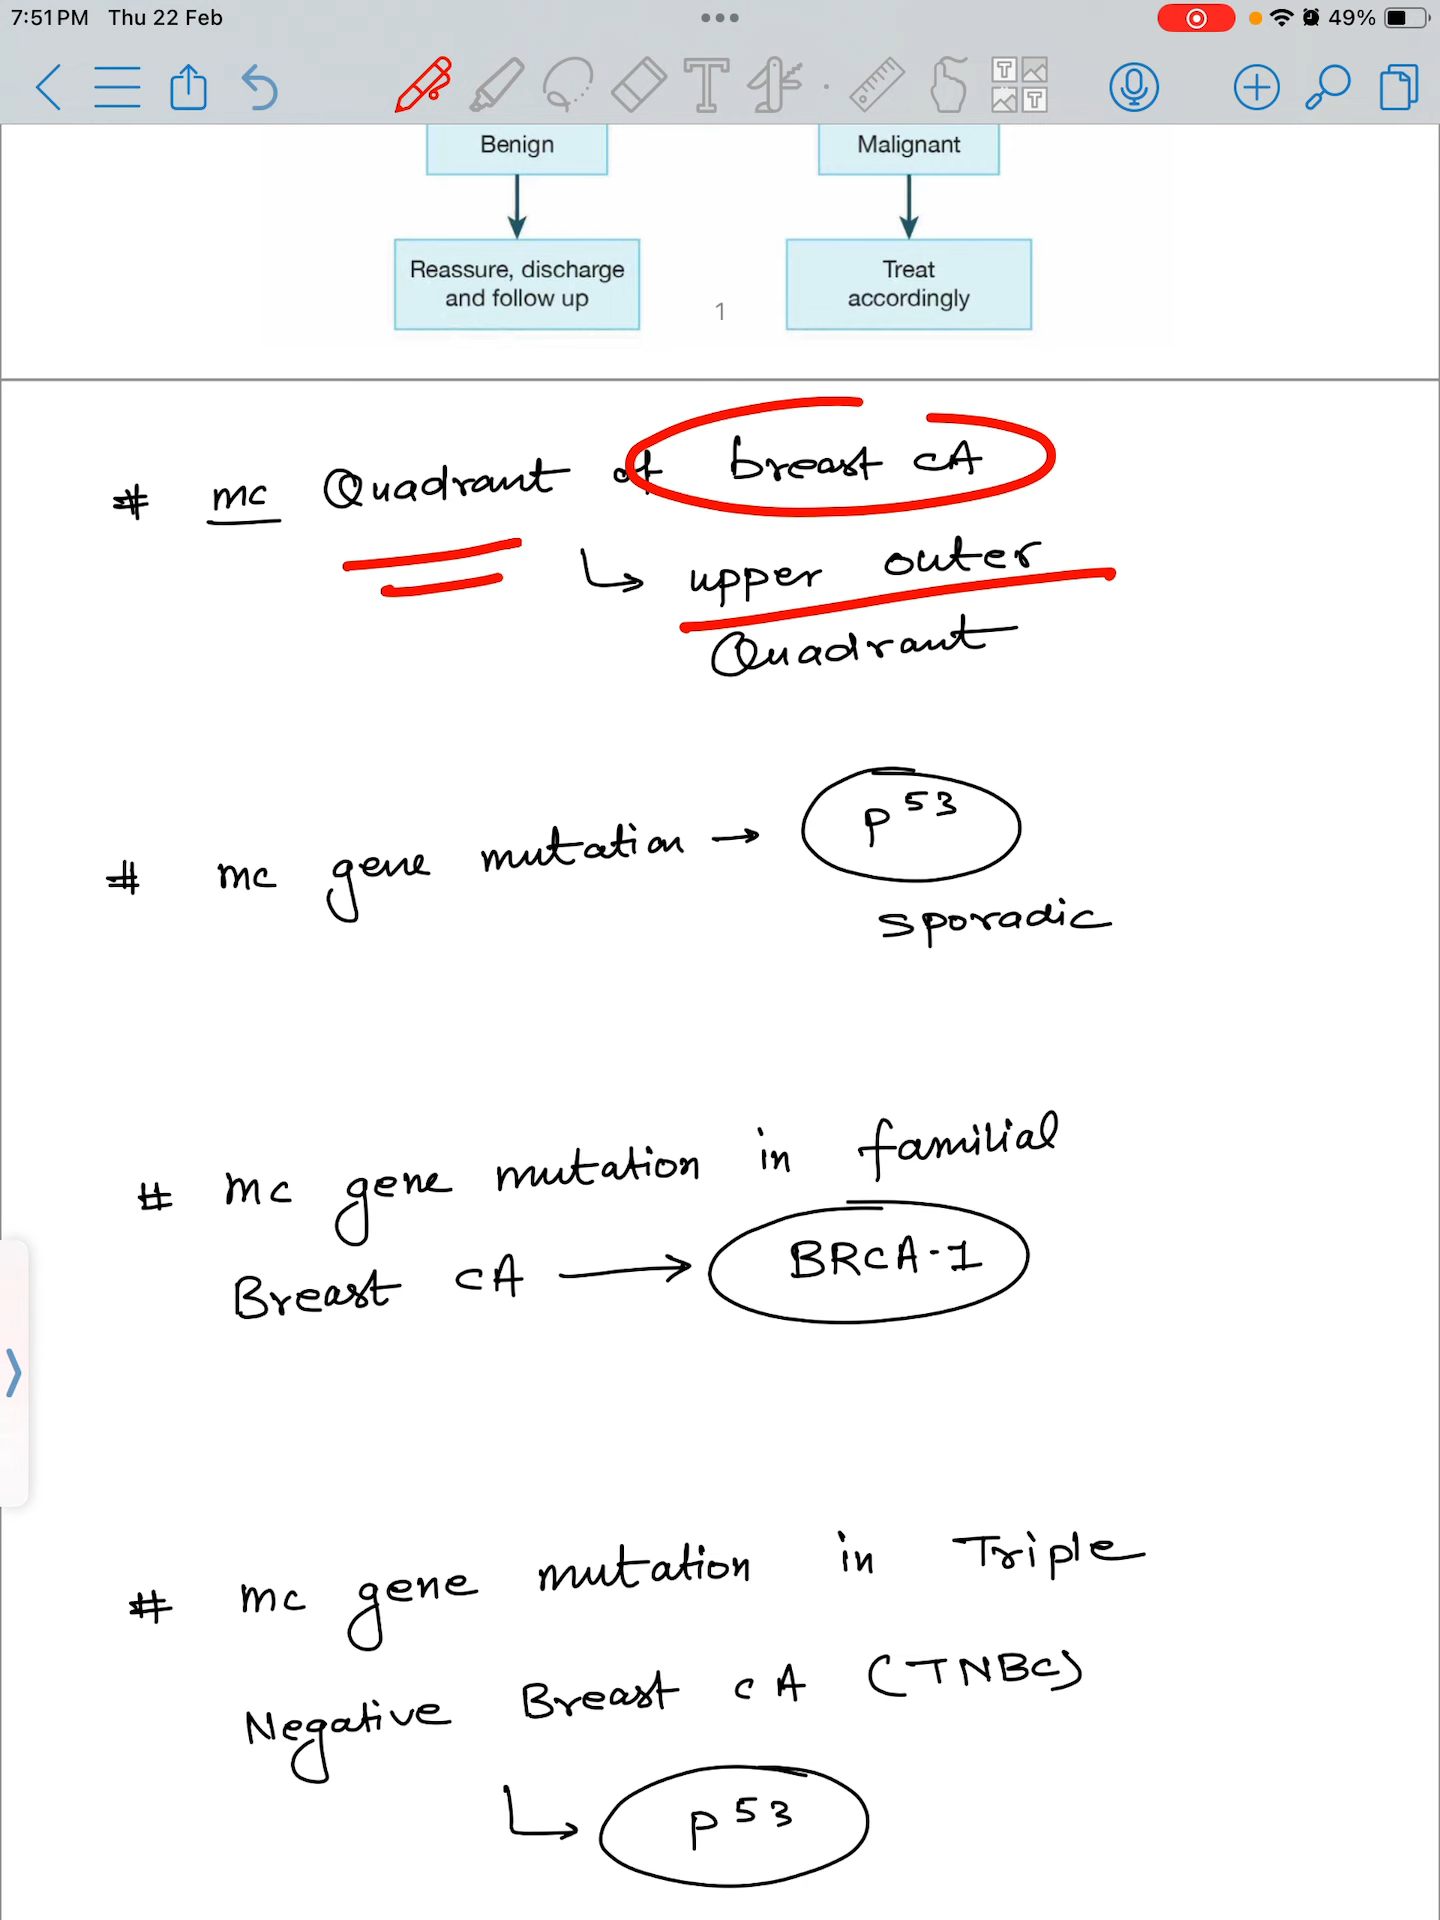 7:51 PM Thu 22 Feb
49%
T
T
T
Benign Malignant
Reassure, discharge
and follow up
Treat
accordingly
1
# mc Quadrant of breast cA
↳ upper outer
Quadrant
# mc gene mutation → P53
sporadic
# mc gene mutation in familial
Breast cA → BRCA-1
# mc gene mutation in Triple
Negative Breast cA (TNBC)
↳ P53